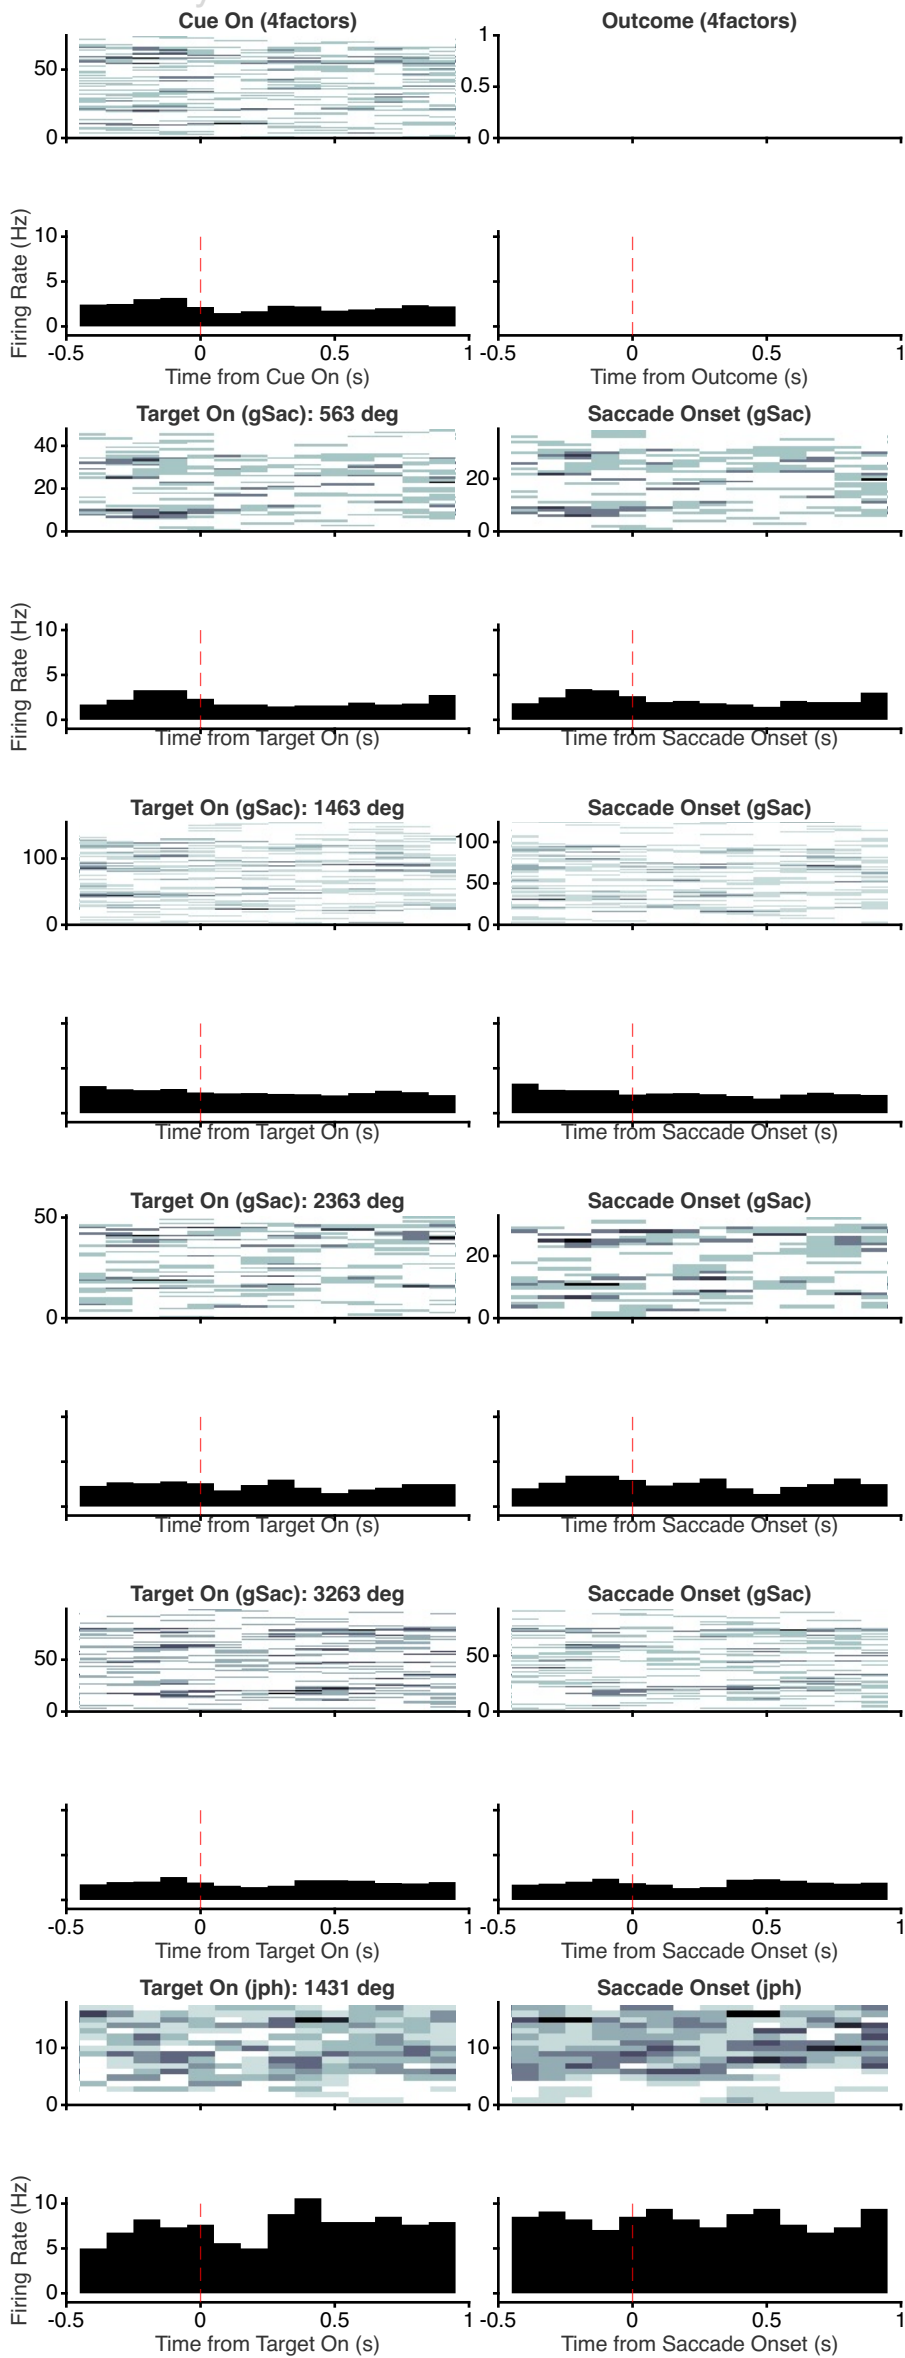 Cue On (4factors) Outcome (4factors)
50
0
1
0.5
0
Firing Rate (Hz)
10
5
0
-0.5 0 0.5 1 -0.5 0 0.5 1
Time from Cue On (s) Time from Outcome (s)
Target On (gSac): 563 deg Saccade Onset (gSac)
40
20
0
20
0
Firing Rate (Hz)
10
5
0
Time from Target On (s) Time from Saccade Onset (s)
Target On (gSac): 1463 deg Saccade Onset (gSac)
100
0
100
50
0
Time from Target On (s) Time from Saccade Onset (s)
Target On (gSac): 2363 deg Saccade Onset (gSac)
50
0
20
0
Time from Target On (s) Time from Saccade Onset (s)
Target On (gSac): 3263 deg Saccade Onset (gSac)
50
0
50
0
-0.5 0 0.5 1 -0.5 0 0.5 1
Time from Target On (s) Time from Saccade Onset (s)
Target On (jph): 1431 deg Saccade Onset (jph)
10
0
10
0
Firing Rate (Hz)
10
5
0
-0.5 0 0.5 1 -0.5 0 0.5 1
Time from Target On (s) Time from Saccade Onset (s)